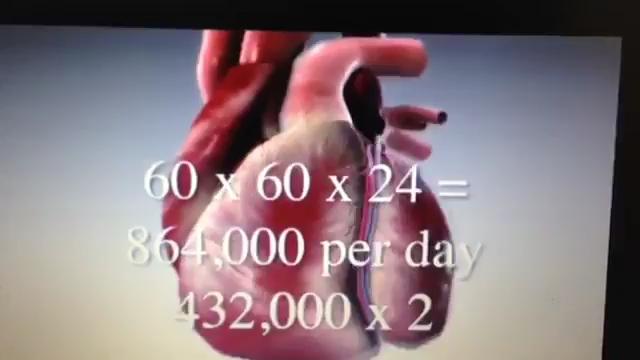 60 x 60 x 24 =
864,000 per day
432,000 x 2